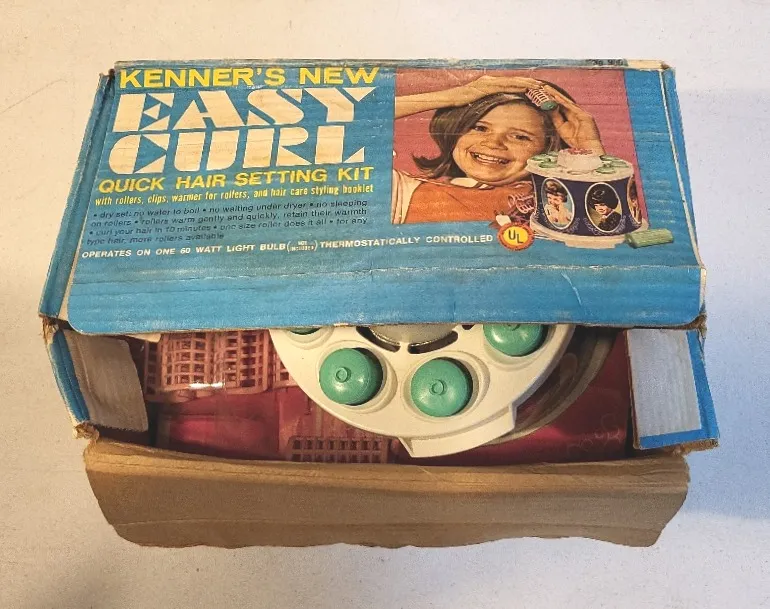 KENNER'S NEW
EASY
CURL
QUICK HAIR SETTING KIT
with rollers, clips, warmer for rollers, and hair care styling booklet
• dry set: no water to boil • no waiting under dryer • no sleeping
on rollers • rollers warm gently and quickly, retain their warmth
• curl your hair in 10 minutes • one size roller does it all • for any
type hair, more rollers available
OPERATES ON ONE 60 WATT LIGHT BULB (NOT INCLUDED) THERMOSTATICALLY CONTROLLED
UL